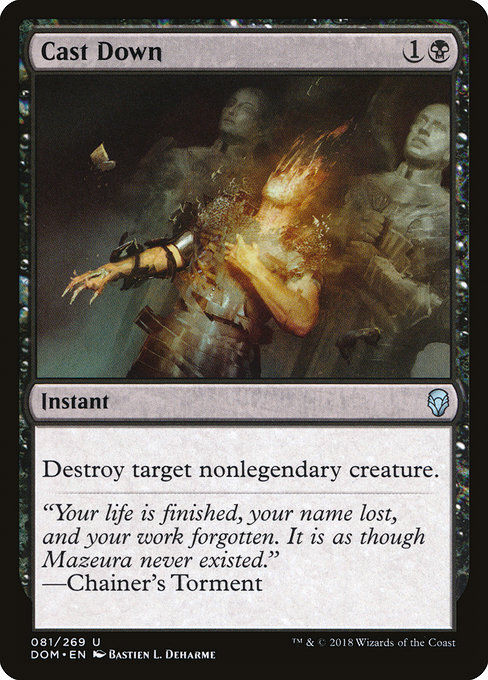 Cast Down 1
Instant
Destroy target nonlegendary creature.
“Your life is finished, your name lost,
and your work forgotten. It is as though
Mazeura never existed.”
—Chainer’s Torment
081/269 U
DOM • EN Bastien L. Deharme
™ & © 2018 Wizards of the Coast